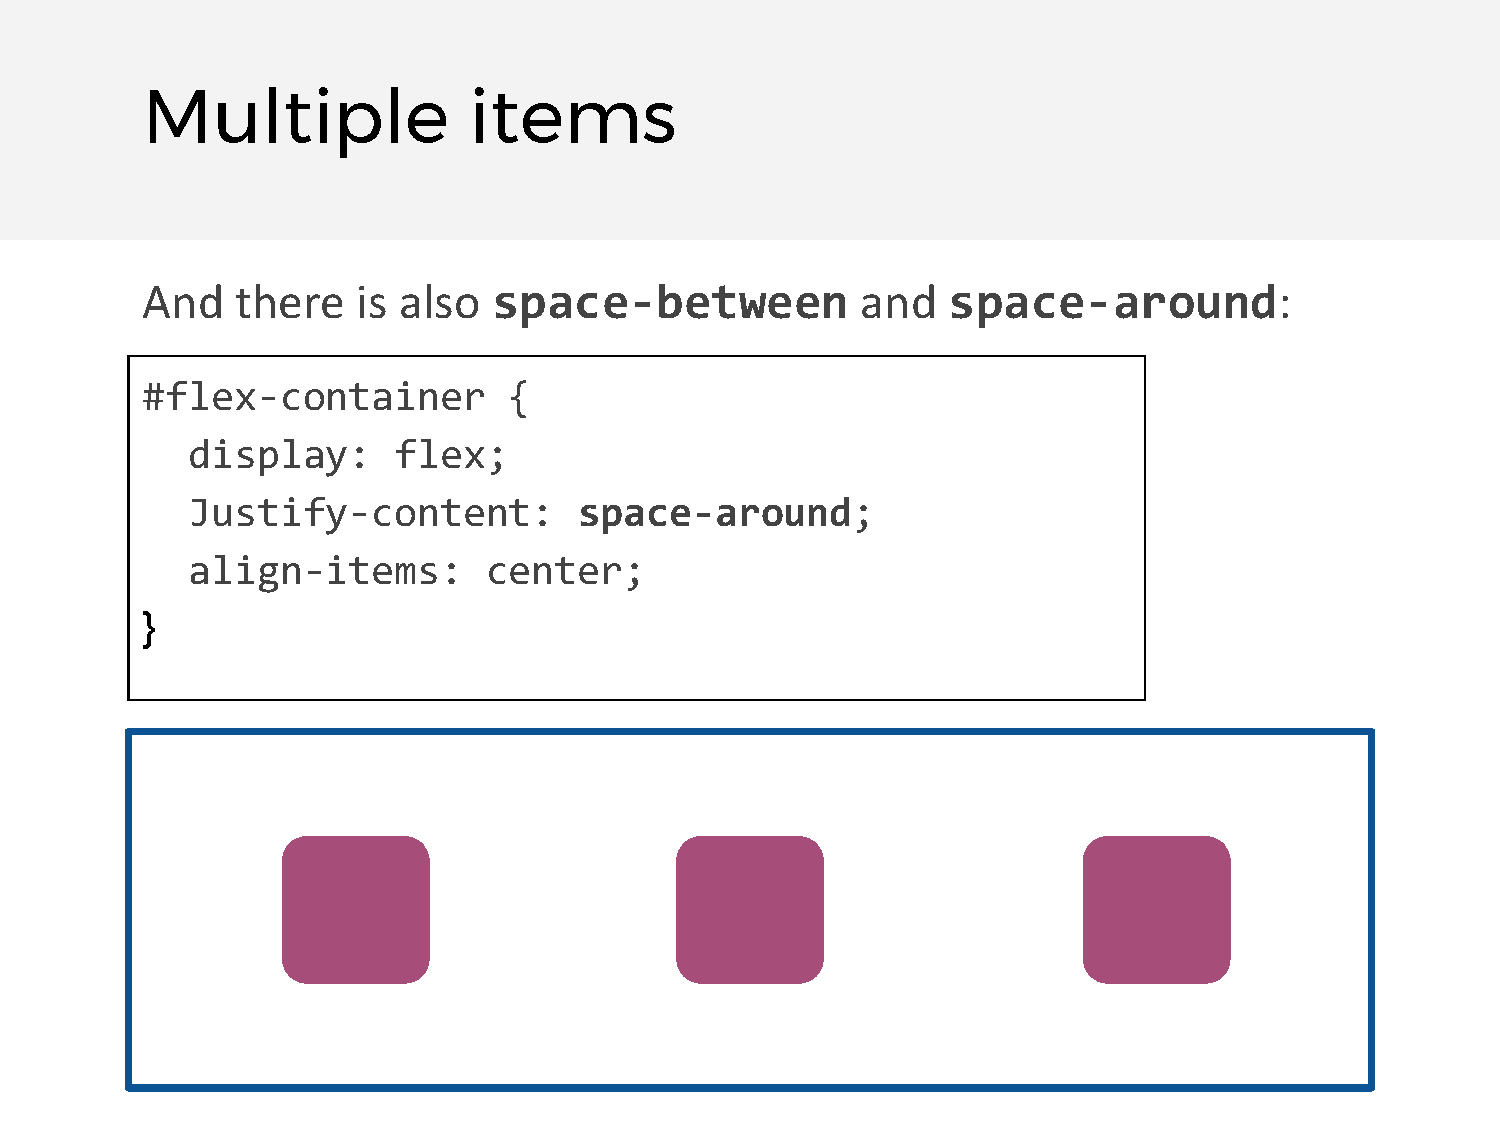 Multiple items
And there is also space-between and space-around:
#flex-container {
  display: flex;
  Justify-content: space-around;
  align-items: center;
}